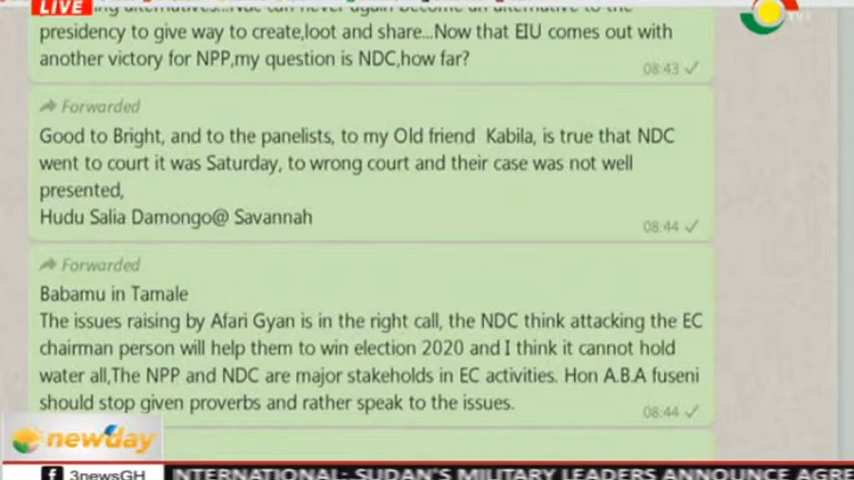 LIVE
presidency to give way to create,loot and share...Now that EIU comes out with
another victory for NPP,my question is NDC,how far?
08:43
Forwarded
Good to Bright, and to the panelists, to my Old friend Kabila, is true that NDC
went to court it was Saturday, to wrong court and their case was not well
presented,
Hudu Salia Damongo@ Savannah
08:44
Forwarded
Babamu in Tamale
The issues raising by Afari Gyan is in the right call, the NDC think attacking the EC
chairman person will help them to win election 2020 and I think it cannot hold
water all,The NPP and NDC are major stakeholds in EC activities. Hon A.B.A fuseni
should stop given proverbs and rather speak to the issues.
08:44
newday
3newsGH
INTERNATIONAL:- SUDAN'S MILITARY LEADERS ANNOUNCE AGRE